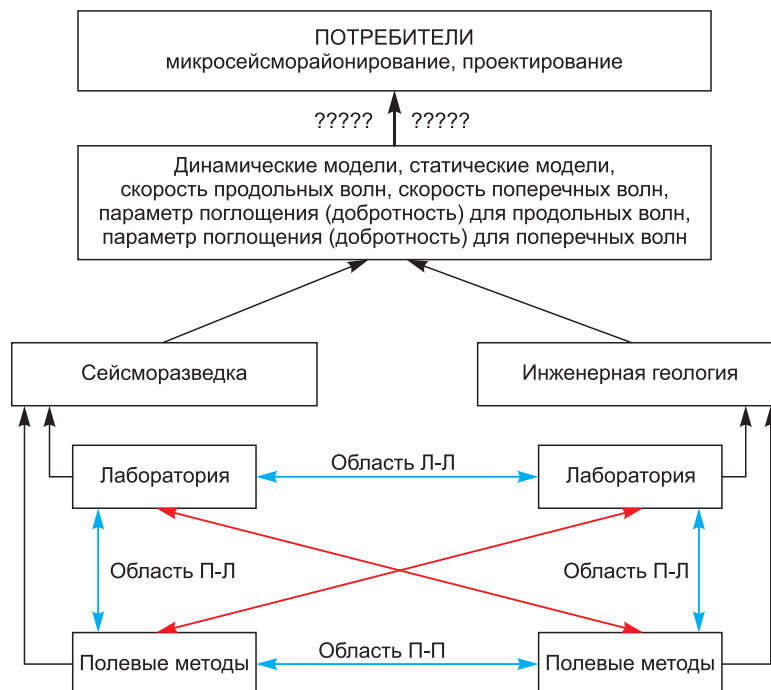 ПОТРЕБИТЕЛИ
микросейсморайонирование, проектирование
????? ?????
Динамические модели, статические модели,
скорость продольных волн, скорость поперечных волн,
параметр поглощения (добротность) для продольных волн,
параметр поглощения (добротность) для поперечных волн
Сейсморазведка
Инженерная геология
Лаборатория
Область Л-Л
Лаборатория
Область П-Л
Область П-Л
Полевые методы
Область П-П
Полевые методы